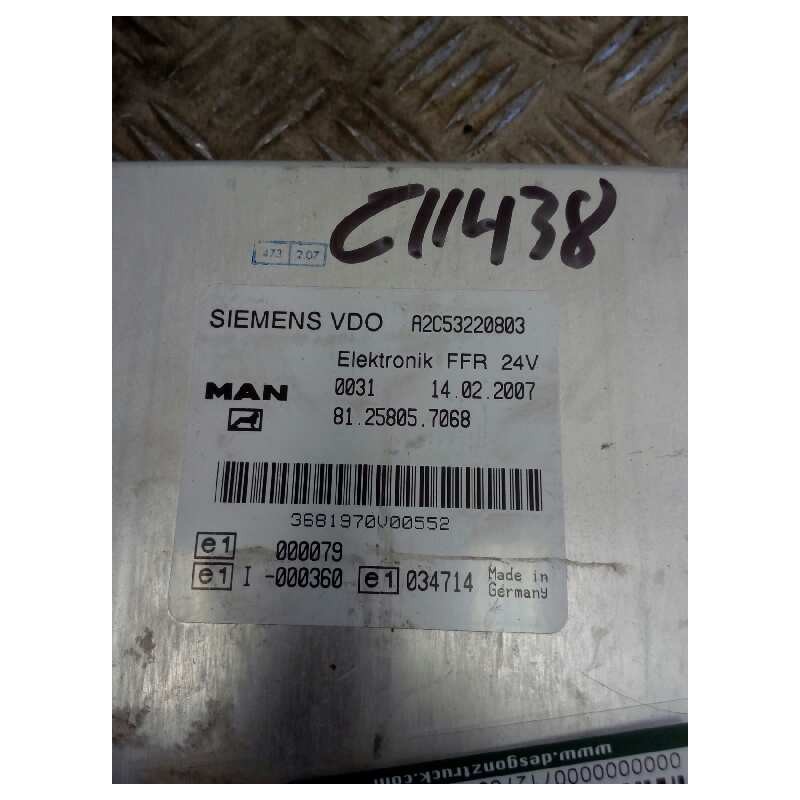 C11438
473 2.07
SIEMENS VDO A2C53220803
Elektronik FFR 24V
MAN 0031 14.02.2007
81.25805.7068
3681970V00552
e1 000079
e1 I -000360 e1 034714 Made in
Germany
www.desgonztruck.com